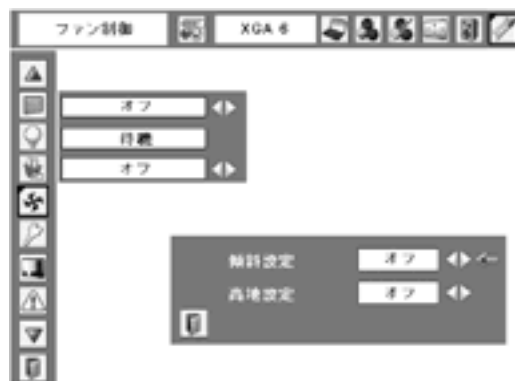 ファン制御
XGA 6
オフ
待機
オフ
傾斜設定 オフ
高地設定 オフ